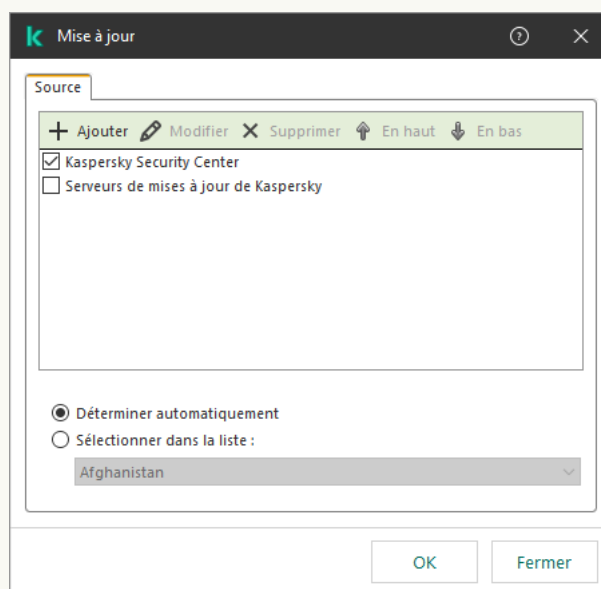 Mise à jour
Source
Ajouter Modifier Supprimer En haut En bas
Kaspersky Security Center
Serveurs de mises à jour de Kaspersky
Déterminer automatiquement
Sélectionner dans la liste :
Afghanistan
OK Fermer